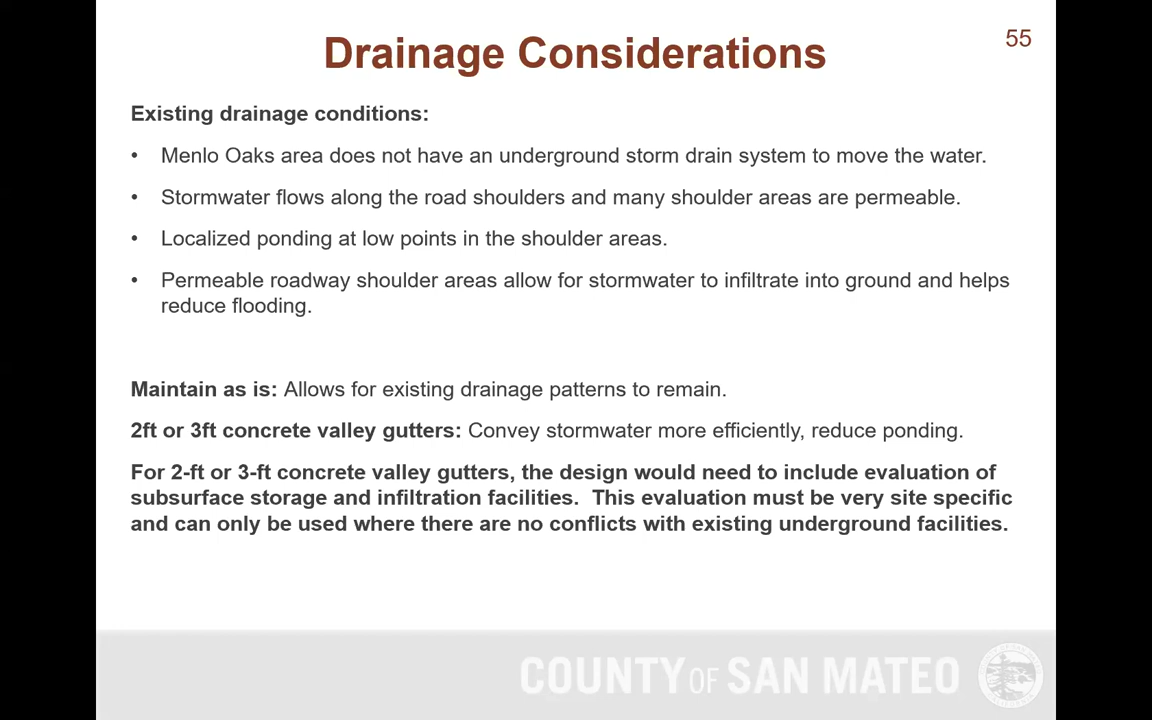 Drainage Considerations
55
Existing drainage conditions:
• Menlo Oaks area does not have an underground storm drain system to move the water.
• Stormwater flows along the road shoulders and many shoulder areas are permeable.
• Localized ponding at low points in the shoulder areas.
• Permeable roadway shoulder areas allow for stormwater to infiltrate into ground and helps
reduce flooding.
Maintain as is: Allows for existing drainage patterns to remain.
2ft or 3ft concrete valley gutters: Convey stormwater more efficiently, reduce ponding.
For 2-ft or 3-ft concrete valley gutters, the design would need to include evaluation of
subsurface storage and infiltration facilities.  This evaluation must be very site specific
and can only be used where there are no conflicts with existing underground facilities.
COUNTY OF SAN MATEO